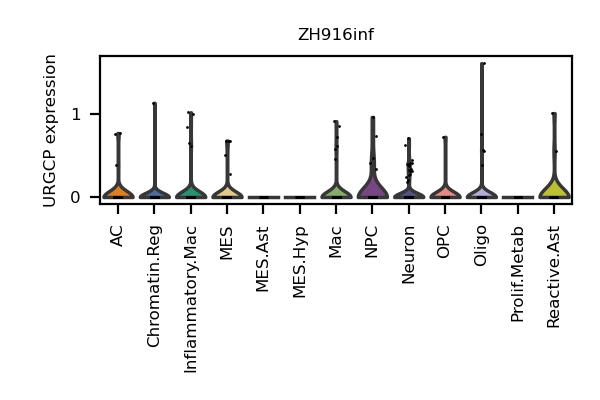 ZH916inf
URGCP expression
1
0
AC
Chromatin.Reg
Inflammatory.Mac
MES
MES.Ast
MES.Hyp
Mac
NPC
Neuron
OPC
Oligo
Prolif.Metab
Reactive.Ast